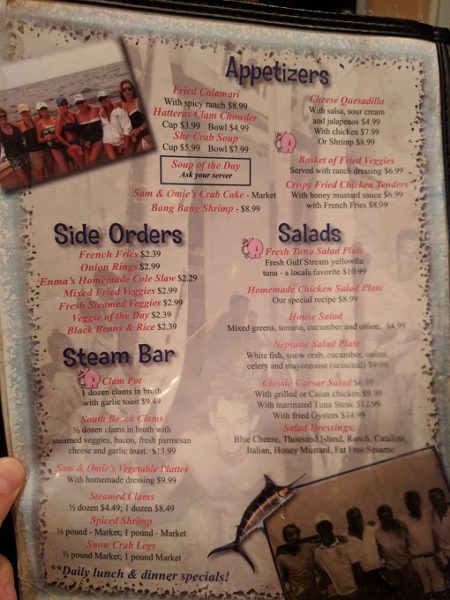 Appetizers
Fried Calamari
With spicy ranch $8.99
Hatteras Clam Chowder
Cup $3.99 Bowl $4.99
She Crab Soup
Cup $5.99 Bowl $7.99
Soup of the Day
Ask your server
Sam & Omie's Crab Cake - Market
Bang Bang Shrimp - $8.99
Cheese Quesadilla
With salsa, sour cream
and jalapenos $4.99
With chicken $7.99
Or Shrimp $8.99
Basket of Fried Veggies
Served with ranch dressing $6.99
Crispy Fried Chicken Tenders
With honey mustard sauce $6.99
with French Fries $8.99
Side Orders
French Fries $2.39
Onion Rings $2.99
Enma's Homemade Cole Slaw $2.29
Mixed Fried Veggies $2.99
Fresh Steamed Veggies $2.99
Veggie of the Day $2.39
Black Beans & Rice $2.39
Steam Bar
Clam Pot
1 dozen clams in broth
with garlic toast $9.49
South Beach Clams
½ dozen clams in broth with
steamed veggies, bacon, fresh parmesan
cheese and garlic toast. $13.99
Sam & Omie's Vegetable Platter
With homemade dressing $9.99
Steamed Clams
½ dozen $4.49; 1 dozen $8.49
Spiced Shrimp
½ pound - Market; 1 pound - Market
Snow Crab Legs
½ pound Market; 1 pound Market
**Daily lunch & dinner specials!
Salads
Fresh Tuna Salad Plate
Fresh Gulf Stream yellowfin
tuna - a locals favorite $10.99
Homemade Chicken Salad Plate
Our special recipe $8.99
House Salad
Mixed greens, tomato, cucumber and onion. $4.99
Neptune Salad Plate
White fish, snow crab, cucumber, onion,
celery and mayonnaise (seasonal) $9.99
Classic Caesar Salad $6.99
With grilled or Cajun chicken $9.99
With marinated Tuna Steak $12.99
With fried Oysters $14.99
Salad Dressings:
Blue Cheese, Thousand Island, Ranch, Catalina,
Italian, Honey Mustard, Fat Free Sesame